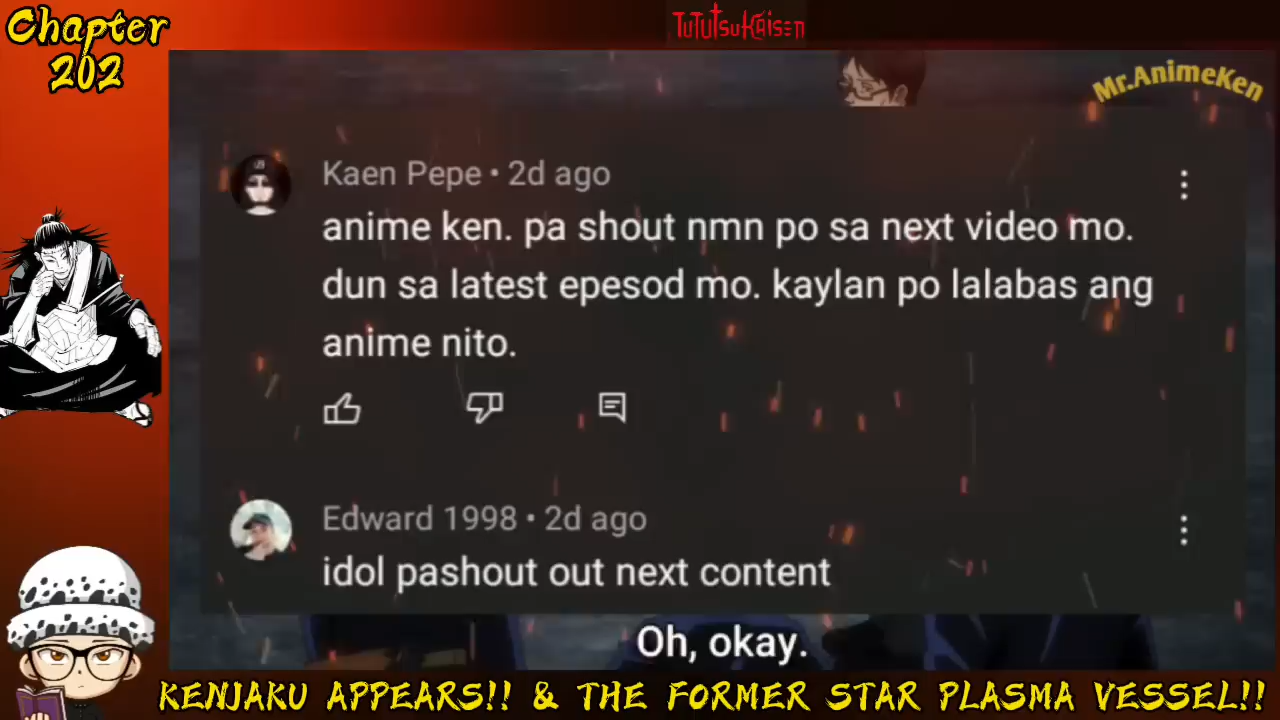 Chapter
202
TuTuTsuKaisen
Mr.AnimeKen
Kaen Pepe • 2d ago
anime ken. pa shout nmn po sa next video mo.
dun sa latest epesod mo. kaylan po lalabas ang
anime nito.
Edward 1998 • 2d ago
idol pashout out next content
Oh, okay.
KENJAKU APPEARS!! & THE FORMER STAR PLASMA VESSEL!!